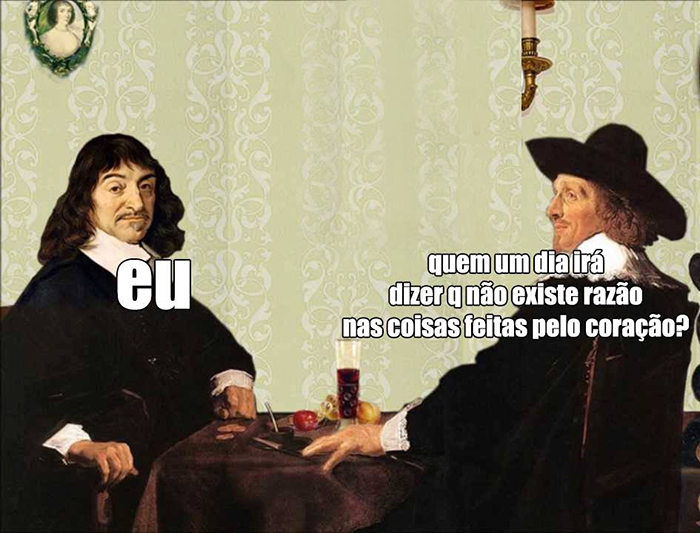 eu
quem um dia irá
dizer q não existe razão
nas coisas feitas pelo coração?